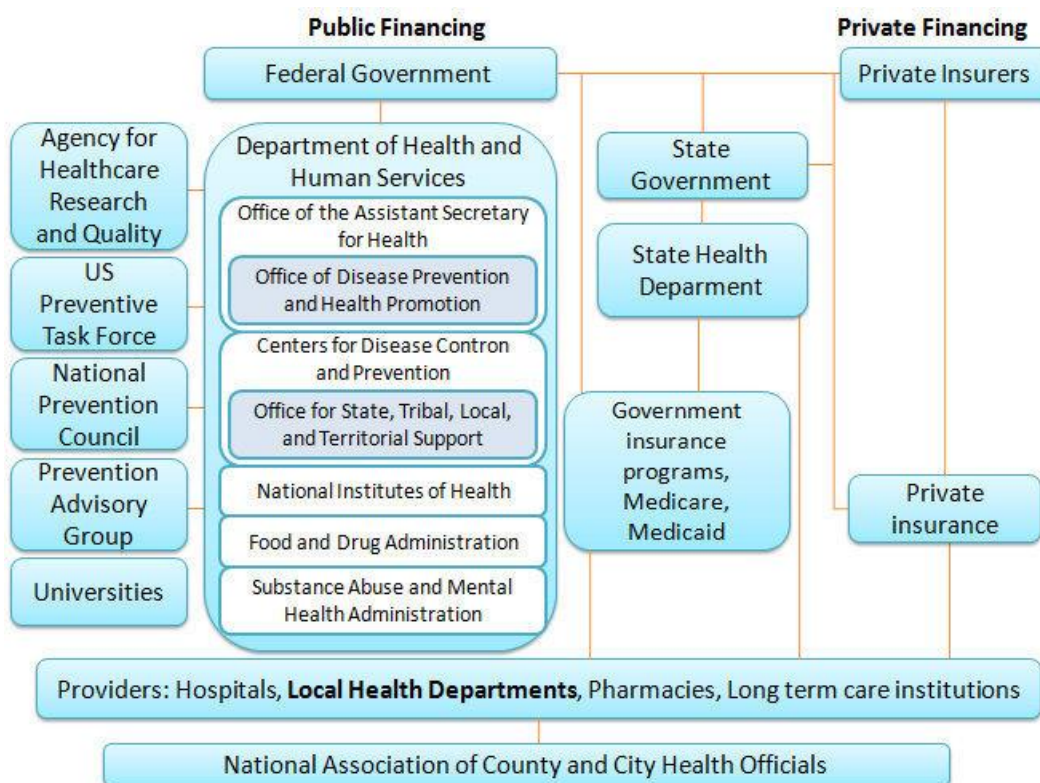 Public Financing
Private Financing
Federal Government
Private Insurers
Agency for
Healthcare
Research
and Quality
US
Preventive
Task Force
National
Prevention
Council
Prevention
Advisory
Group
Universities
Department of Health and
Human Services
Office of the Assistant Secretary
for Health
Office of Disease Prevention
and Health Promotion
Centers for Disease Contron
and Prevention
Office for State, Tribal, Local,
and Territorial Support
National Institutes of Health
Food and Drug Administration
Substance Abuse and Mental
Health Administration
State
Government
State Health
Deparment
Government
insurance
programs,
Medicare,
Medicaid
Private
insurance
Providers: Hospitals, Local Health Departments, Pharmacies, Long term care institutions
National Association of County and City Health Officials